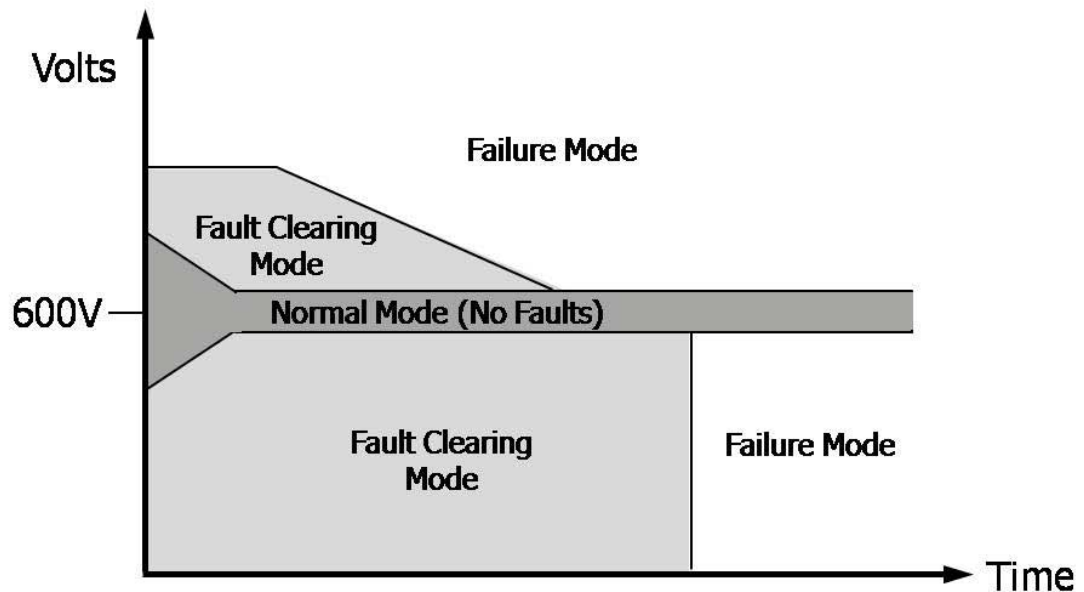 Volts
Failure Mode
Fault Clearing
Mode
600V
Normal Mode (No Faults)
Fault Clearing
Mode
Failure Mode
Time